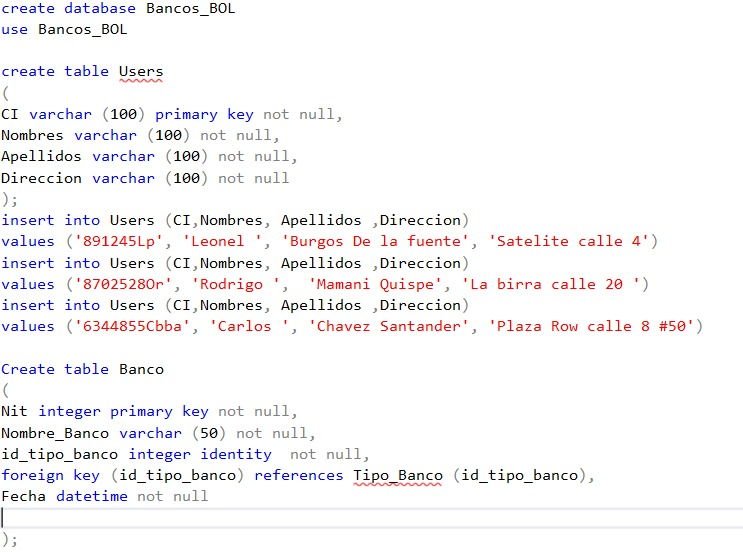 create database Bancos_BOL
use Bancos_BOL
create table Users
(
CI varchar (100) primary key not null,
Nombres varchar (100) not null,
Apellidos varchar (100) not null,
Direccion varchar (100) not null
);
insert into Users (CI,Nombres, Apellidos ,Direccion)
values ('891245Lp', 'Leonel ', 'Burgos De la fuente', 'Satelite calle 4')
insert into Users (CI,Nombres, Apellidos ,Direccion)
values ('8702528Or', 'Rodrigo ',  'Mamani Quispe', 'La birra calle 20 ')
insert into Users (CI,Nombres, Apellidos ,Direccion)
values ('6344855Cbba', 'Carlos ', 'Chavez Santander', 'Plaza Row calle 8 #50')
Create table Banco
(
Nit integer primary key not null,
Nombre_Banco varchar (50) not null,
id_tipo_banco integer identity  not null,
foreign key (id_tipo_banco) references Tipo_Banco (id_tipo_banco),
Fecha datetime not null
);